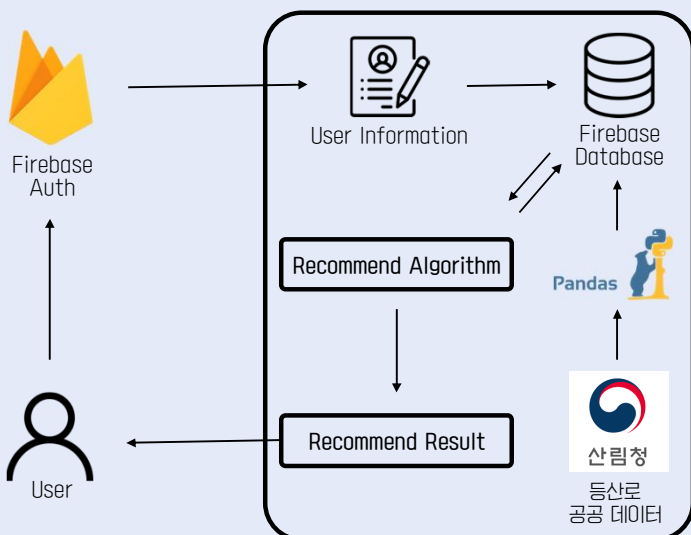 User Information
Firebase
Database
Firebase
Auth
Recommend Algorithm
Pandas
Recommend Result
산림청
User
등산로
공공 데이터